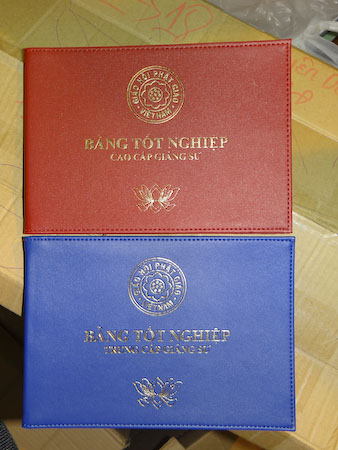 318
GIÁO HỘI PHẬT GIÁO
VIỆT NAM
BẰNG TỐT NGHIỆP
CAO CẤP GIẢNG SƯ
GIÁO HỘI PHẬT GIÁO
VIỆT NAM
BẰNG TỐT NGHIỆP
TRUNG CẤP GIẢNG SƯ